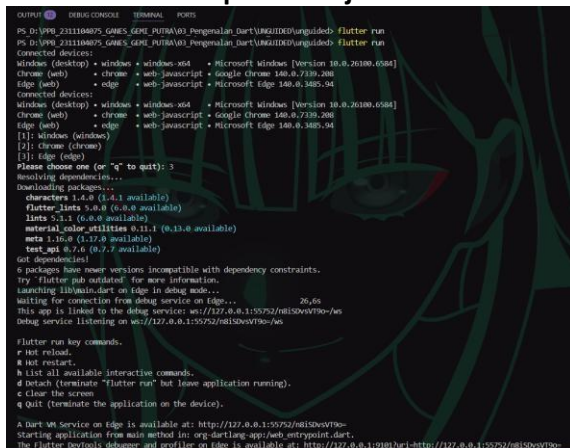 OUTPUT DEBUG CONSOLE TERMINAL PORTS
PS D:\PPB_2311104075_GANES_GEMI_PUTRA\03_Pengenalan_Dart\UNGUIDED\unguided> flutter run
PS D:\PPB_2311104075_GANES_GEMI_PUTRA\03_Pengenalan_Dart\UNGUIDED\unguided> flutter run
Connected devices:
Windows (desktop) • windows • windows-x64 • Microsoft Windows [Version 10.0.26100.6584]
Chrome (web) • chrome • web-javascript • Google Chrome 140.0.7339.208
Edge (web) • edge • web-javascript • Microsoft Edge 140.0.3485.94
Connected devices:
Windows (desktop) • windows • windows-x64 • Microsoft Windows [Version 10.0.26100.6584]
Chrome (web) • chrome • web-javascript • Google Chrome 140.0.7339.208
Edge (web) • edge • web-javascript • Microsoft Edge 140.0.3485.94
[1]: Windows (windows)
[2]: Chrome (chrome)
[3]: Edge (edge)
Please choose one (or "q" to quit): 3
Resolving dependencies...
Downloading packages...
characters 1.4.0 (1.4.1 available)
flutter_lints 5.0.0 (6.0.0 available)
lints 5.1.1 (6.0.0 available)
material_color_utilities 0.11.1 (0.13.0 available)
meta 1.16.0 (1.17.0 available)
test_api 0.7.6 (0.7.7 available)
Got dependencies!
6 packages have newer versions incompatible with dependency constraints.
Try `flutter pub outdated` for more information.
Launching lib\main.dart on Edge in debug mode...
Waiting for connection from debug service on Edge... 26,6s
This app is linked to the debug service: ws://127.0.0.1:55752/n8iSDvsVT9o=/ws
Debug service listening on ws://127.0.0.1:55752/n8iSDvsVT9o=/ws
Flutter run key commands.
r Hot reload.
R Hot restart.
h List all available interactive commands.
d Detach (terminate "flutter run" but leave application running).
c Clear the screen
q Quit (terminate the application on the device).
A Dart VM Service on Edge is available at: http://127.0.0.1:55752/n8iSDvsVT9o=
Starting application from main method in: org-dartlang-app:/web_entrypoint.dart.
The Flutter DevTools debugger and profiler on Edge is available at: http://127.0.0.1:9101?uri=http://127.0.0.1:55752/n8iSDvsVT9o=